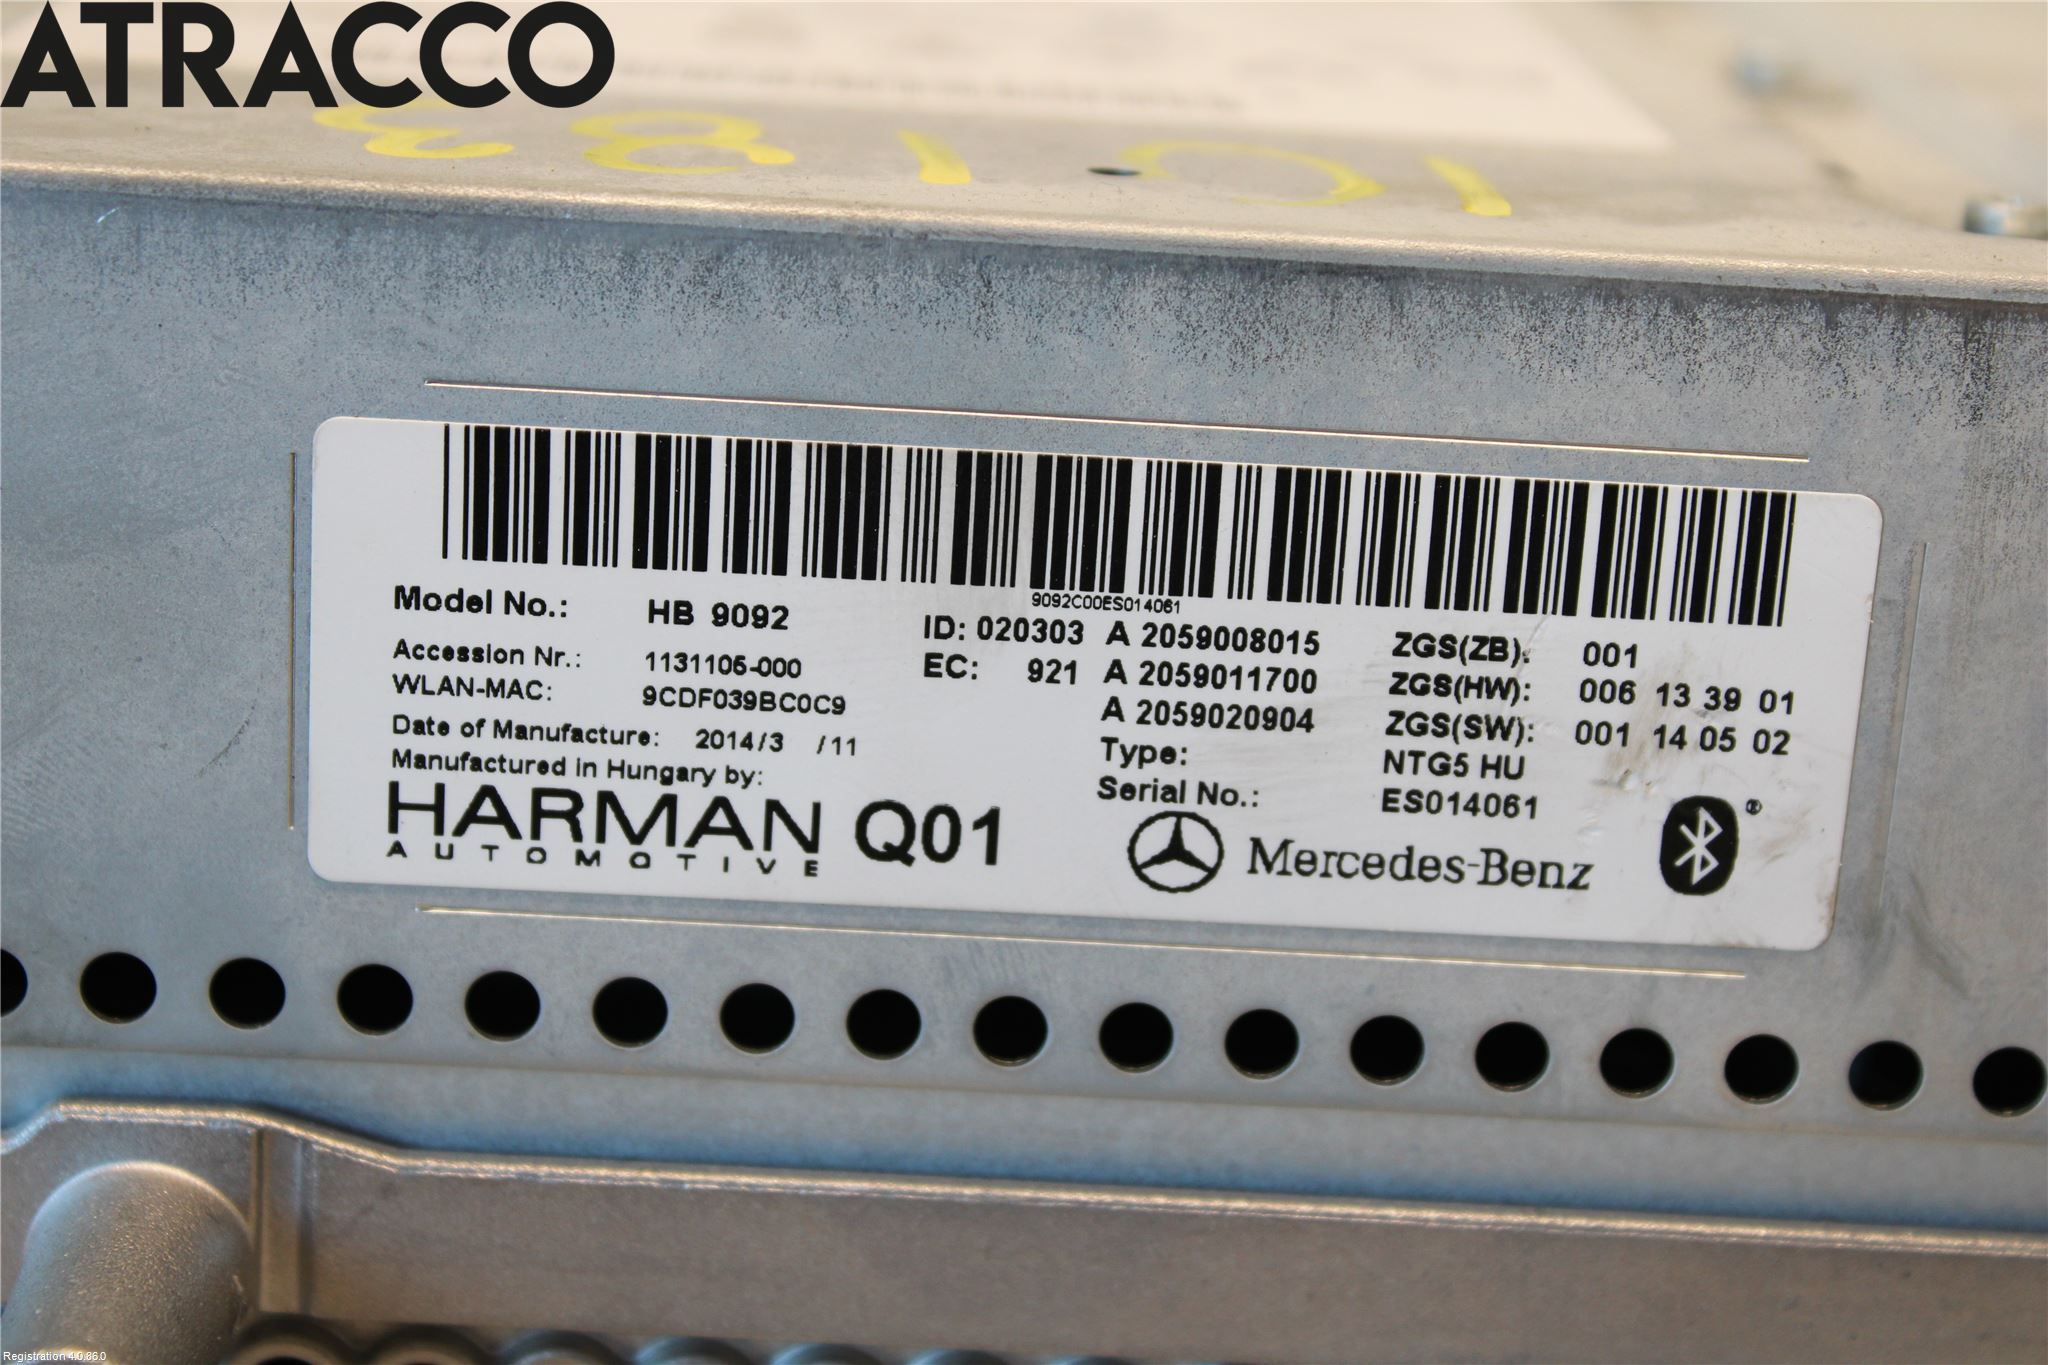 ATRACCO
10183
9092C00ES014061
Model No.: HB 9092
ID: 020303 A 2059008015 ZGS(ZB): 001
Accession Nr.: 1131106-000
EC: 921 A 2059011700 ZGS(HW): 006 13 39 01
WLAN-MAC: 9CDF039BC0C9
A 2059020904 ZGS(SW): 001 14 05 02
Date of Manufacture: 2014/3 /11
Type: NTG5 HU
Manufactured in Hungary by:
Serial No.: ES014061
HARMAN Q01
AUTOMOTIVE
Mercedes-Benz ®
Registration 4.0.86.0